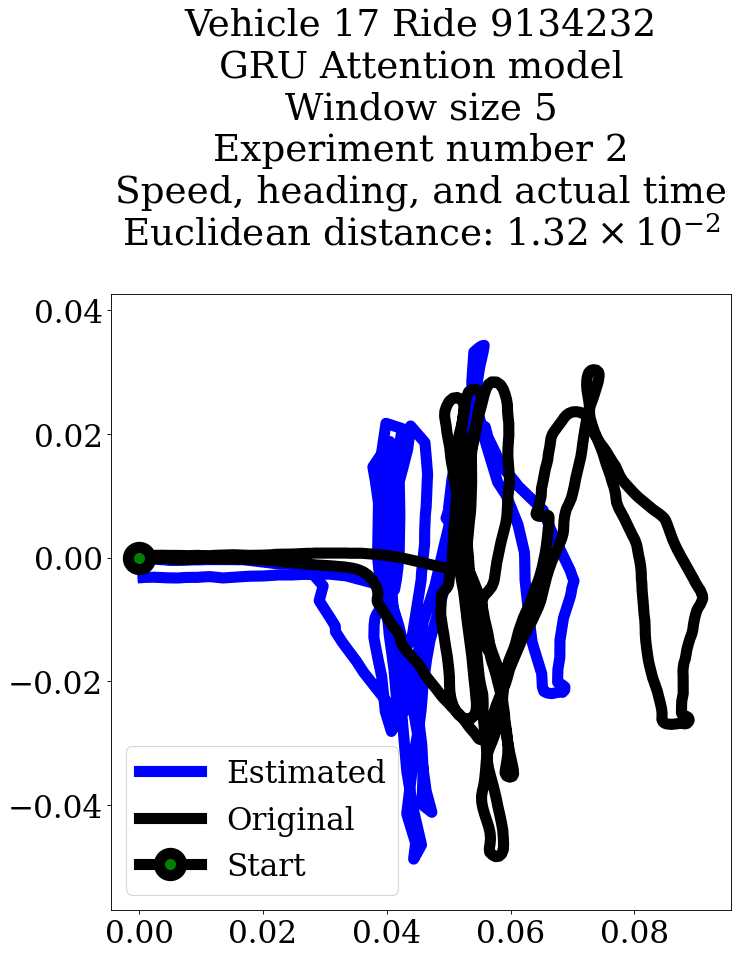 Vehicle 17 Ride 9134232
GRU Attention model
Window size 5
Experiment number 2
Speed, heading, and actual time
Euclidean distance: 1.32 × 10⁻²
0.04
0.02
0.00
−0.02
−0.04
Estimated
Original
Start
0.00 0.02 0.04 0.06 0.08